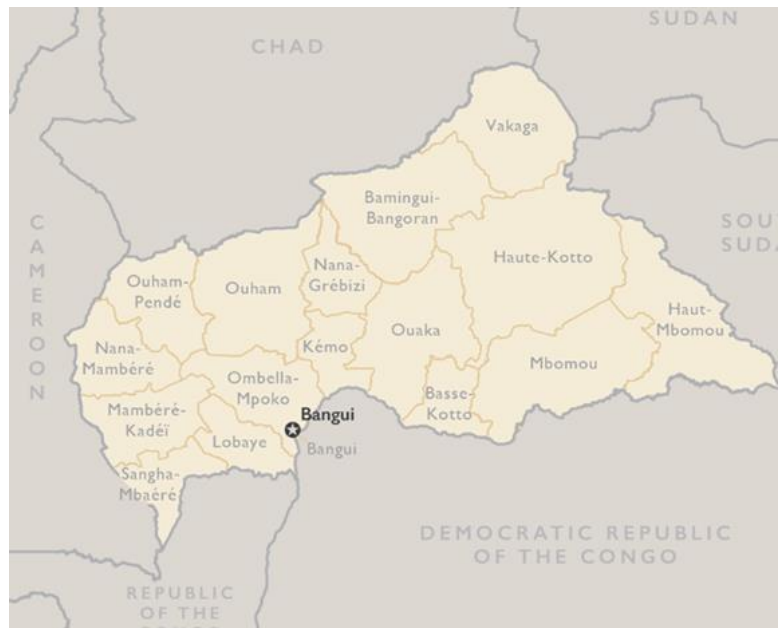 CHAD
SUDAN
Vakaga
Bamingui-
Bangoran
CAMEROON
SOU
SUDA
Haute-Kotto
Nana-
Grébizi
Ouham-
Pendé
Ouham
Haut-
Mbomou
Ouaka
Kémo
Nana-
Mambéré
Mbomou
Ombella-
Mpoko
Basse-
Kotto
Mambéré-
Kadéï
Bangui
Lobaye
Bangui
Sangha-
Mbaéré
DEMOCRATIC REPUBLIC
OF THE CONGO
REPUBLIC
OF THE